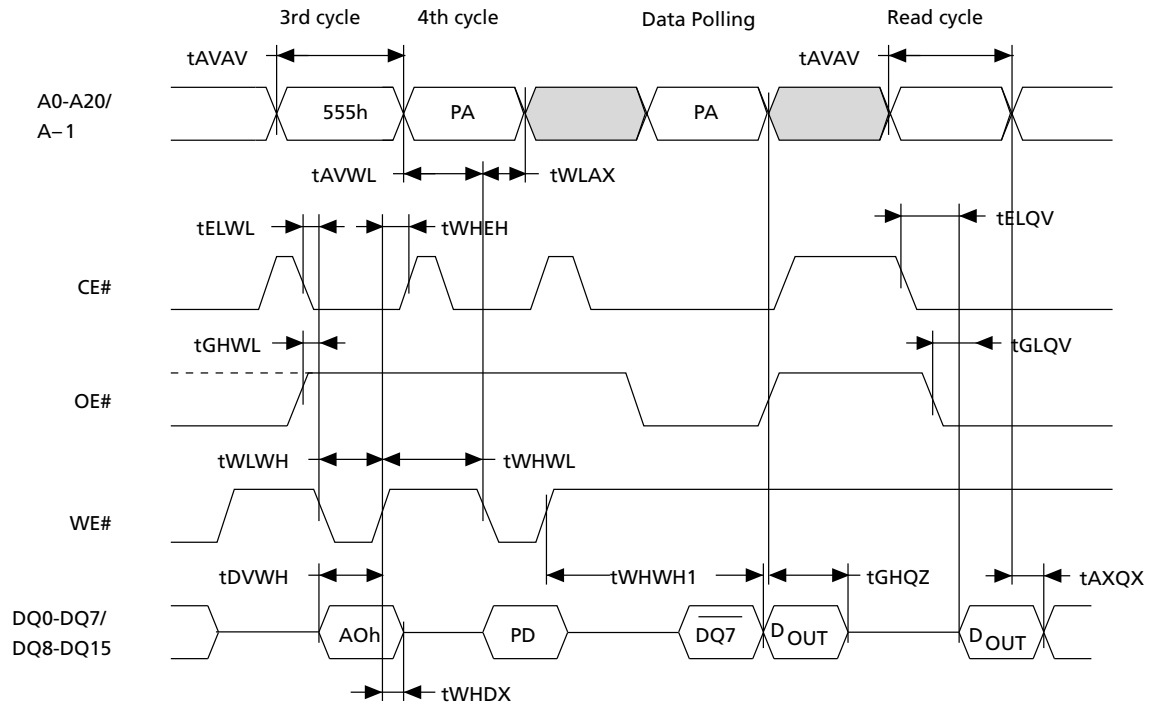 3rd cycle 4th cycle Data Polling Read cycle
tAVAV tAVAV
A0-A20/
A–1
555h PA PA
tAVWL tWLAX
tELWL tWHEH tELQV
CE#
tGHWL tGLQV
OE#
tWLWH tWHWL
WE#
tDVWH tWHWH1 tGHQZ tAXQX
DQ0-DQ7/
DQ8-DQ15
AOh PD DQ7 DOUT DOUT
tWHDX